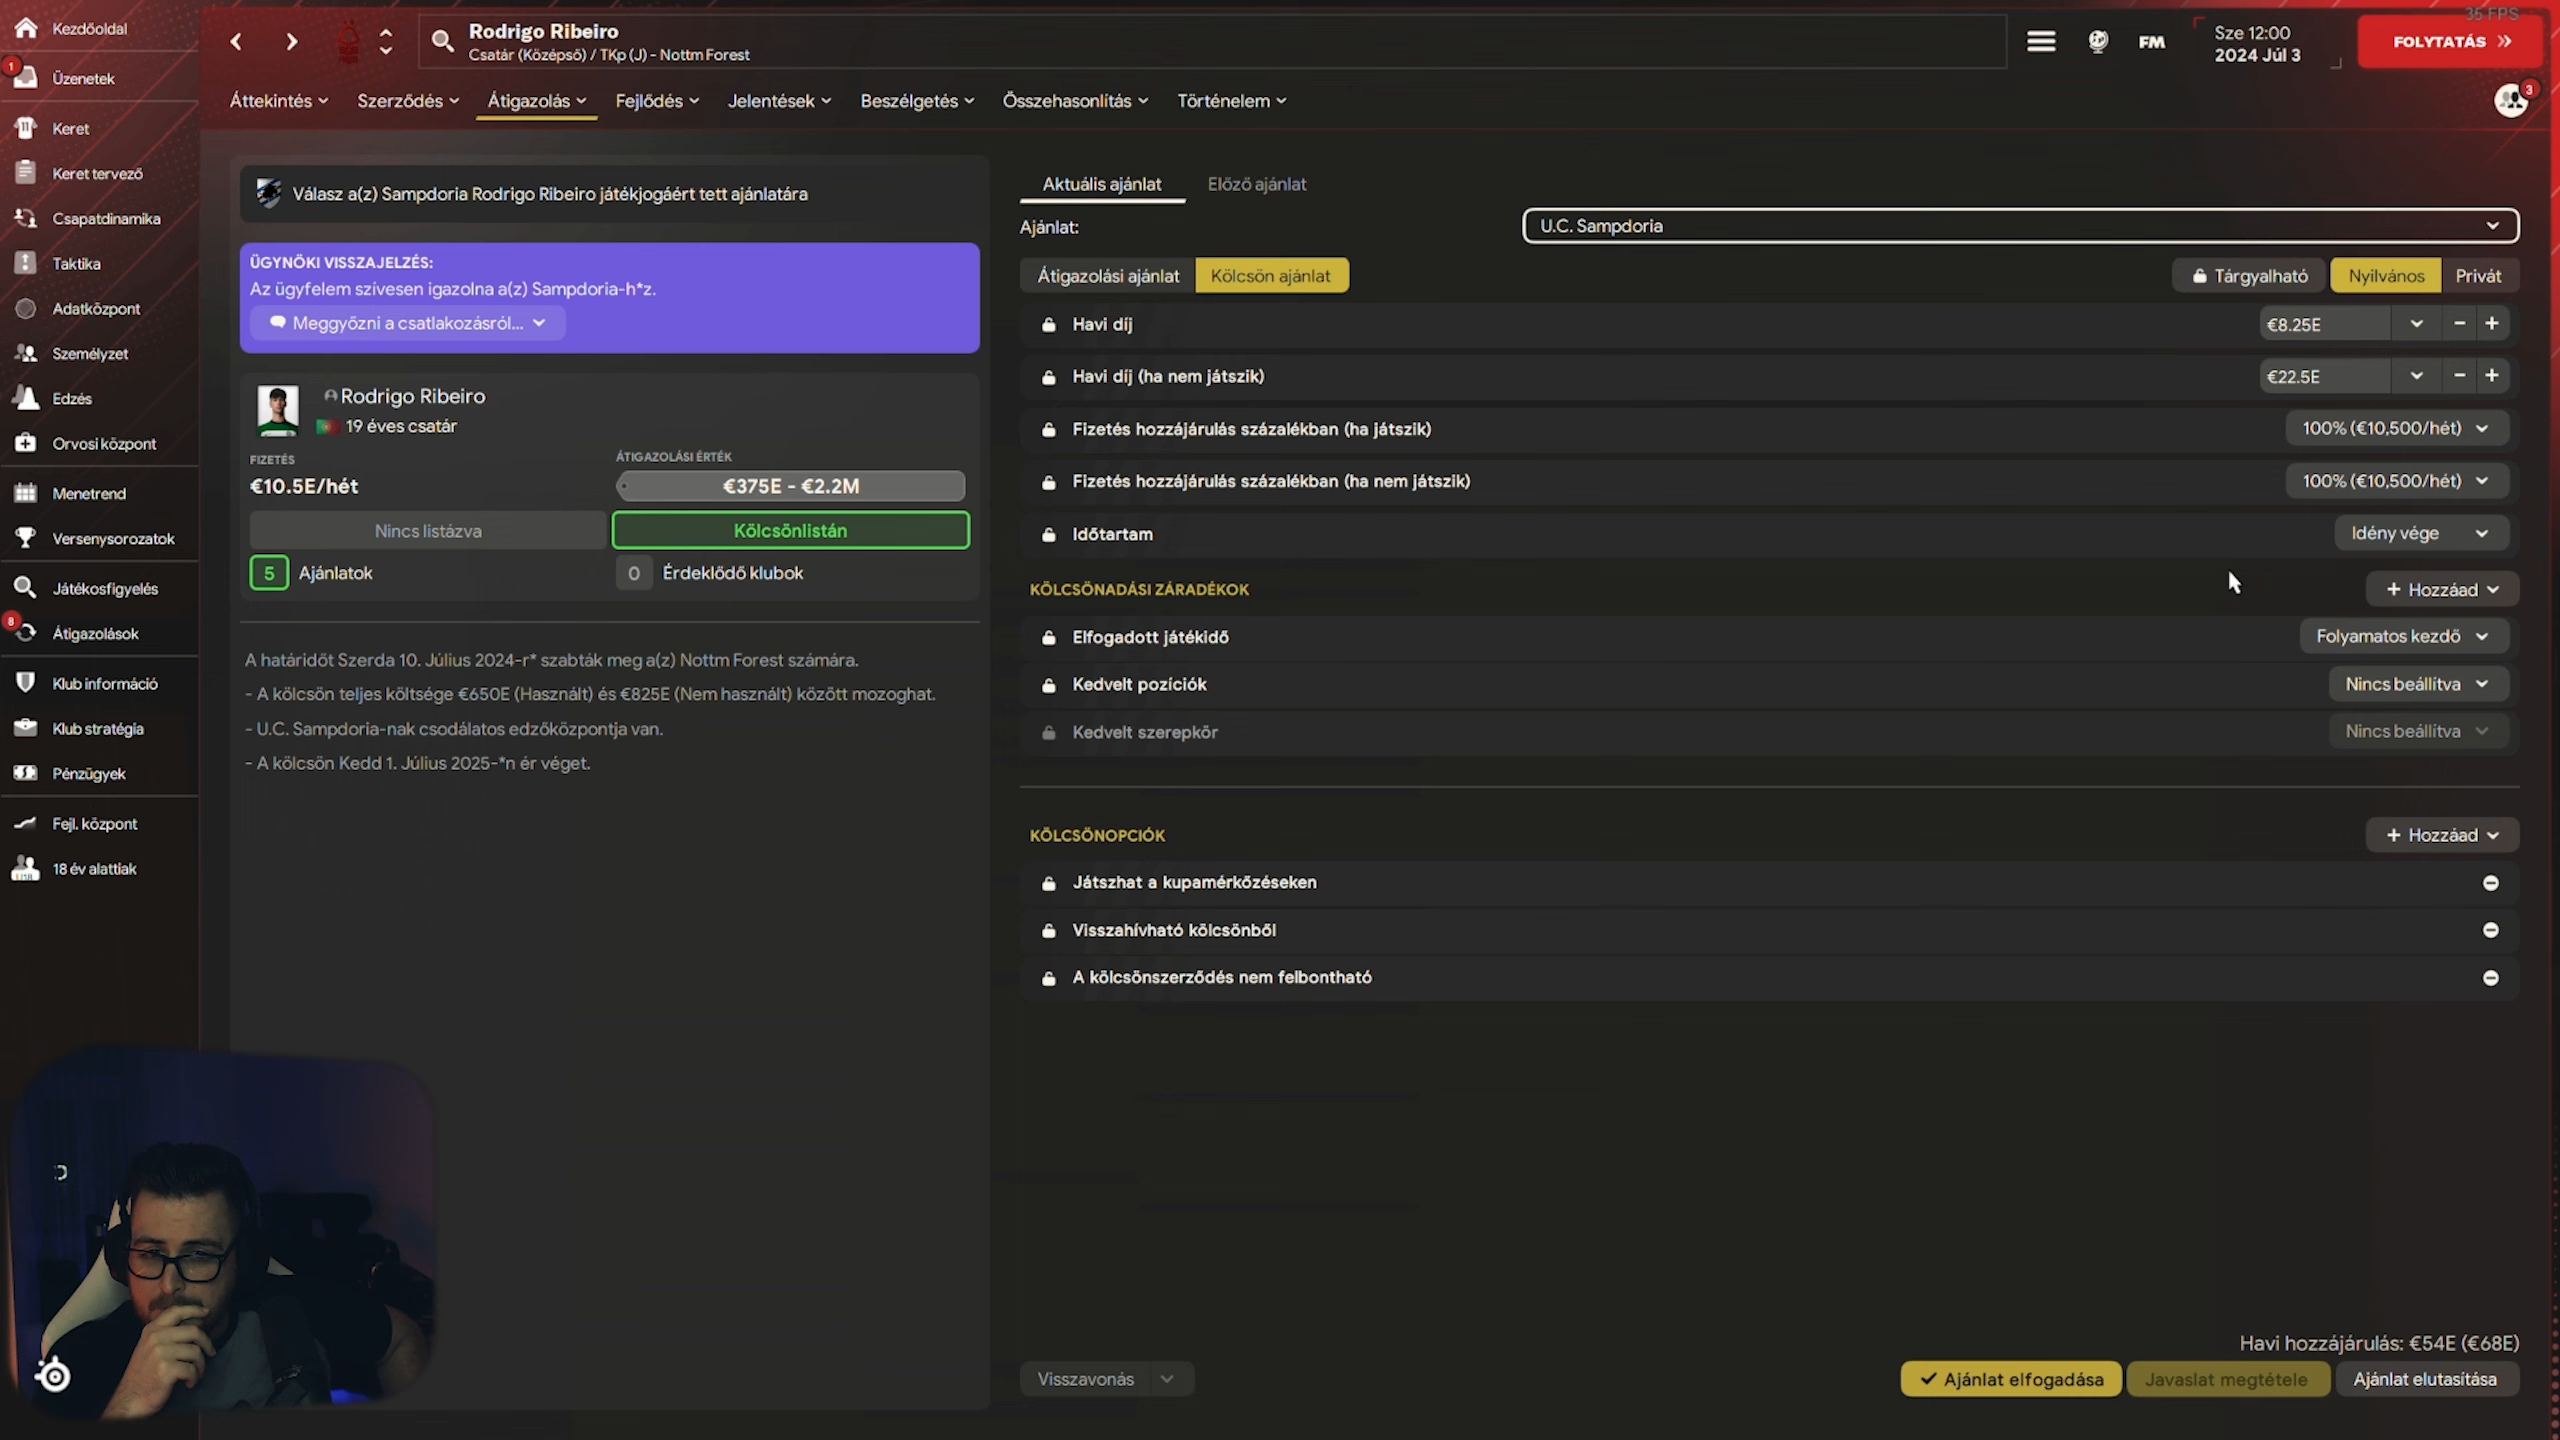 Kezdőoldal
1
Üzenetek
Keret
Keret tervező
Csapatdinamika
Taktika
Adatközpont
Személyzet
Edzés
Orvosi központ
Menetrend
Versenysorozatok
Játékosfigyelés
8
Átigazolások
Klub információ
Klub stratégia
Pénzügyek
Fejl. központ
18 év alattiak
Rodrigo Ribeiro
Csatár (Középső) / TKp (J) - Nottm Forest
FM
Sze 12:00
2024 Júl 3
35 FPS
FOLYTATÁS
3
Áttekintés
Szerződés
Átigazolás
Fejlődés
Jelentések
Beszélgetés
Összehasonlítás
Történelem
Válasz a(z) Sampdoria Rodrigo Ribeiro játékjogáért tett ajánlatára
ÜGYNÖKI VISSZAJELZÉS:
Az ügyfelem szívesen igazolna a(z) Sampdoria-h*z.
Meggyőzni a csatlakozásról...
Rodrigo Ribeiro
19 éves csatár
FIZETÉS
€10.5E/hét
ÁTIGAZOLÁSI ÉRTÉK
€375E - €2.2M
Nincs listázva
Kölcsönlistán
5 Ajánlatok
0 Érdeklődő klubok
A határidőt Szerda 10. Július 2024-r* szabták meg a(z) Nottm Forest számára.
- A kölcsön teljes költsége €650E (Használt) és €825E (Nem használt) között mozoghat.
- U.C. Sampdoria-nak csodálatos edzőközpontja van.
- A kölcsön Kedd 1. Július 2025-*n ér véget.
Aktuális ajánlat
Előző ajánlat
Ajánlat:
U.C. Sampdoria
Átigazolási ajánlat
Kölcsön ajánlat
Tárgyalható
Nyilvános
Privát
Havi díj
€8.25E
Havi díj (ha nem játszik)
€22.5E
Fizetés hozzájárulás százalékban (ha játszik)
100% (€10,500/hét)
Fizetés hozzájárulás százalékban (ha nem játszik)
100% (€10,500/hét)
Időtartam
Idény vége
KÖLCSÖNADÁSI ZÁRADÉKOK
+ Hozzáad
Elfogadott játékidő
Folyamatos kezdő
Kedvelt pozíciók
Nincs beállítva
Kedvelt szerepkör
Nincs beállítva
KÖLCSÖNOPCIÓK
+ Hozzáad
Játszhat a kupamérkőzéseken
Visszahívható kölcsönből
A kölcsönszerződés nem felbontható
Havi hozzájárulás: €54E (€68E)
Visszavonás
Ajánlat elfogadása
Javaslat megtétele
Ajánlat elutasítása